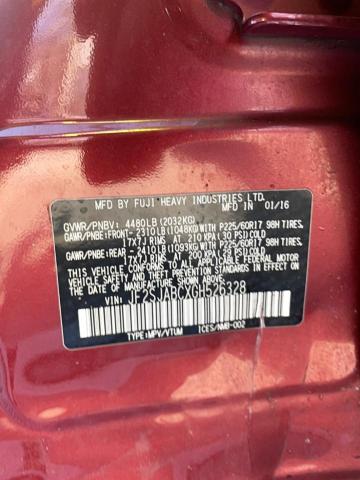 MFD BY FUJI HEAVY INDUSTRIES LTD.
MFD IN 01/16
GVWR/PNBV: 4480LB (2032KG)
GAWR/PNBE:FRONT-2310LB(1048KG)WITH P225/60R17 98H TIRES,
17X7J RIMS AT 210 KPA(30 PSI)COLD
GAWR/PNBE:REAR -2410LB(1093KG)WITH P225/60R17 98H TIRES,
17X7J RIMS AT 200 KPA(29 PSI)COLD
THIS VEHICLE CONFORMS TO ALL APPLICABLE FEDERAL MOTOR
VEHICLE SAFETY AND BUMPER STANDARDS IN EFFECT ON
THE DATE OF MANUFACTURE SHOWN ABOVE.
VIN: JF2SJABCXGH526328
TYPE:MPV/VTUM ICES/NMB-002